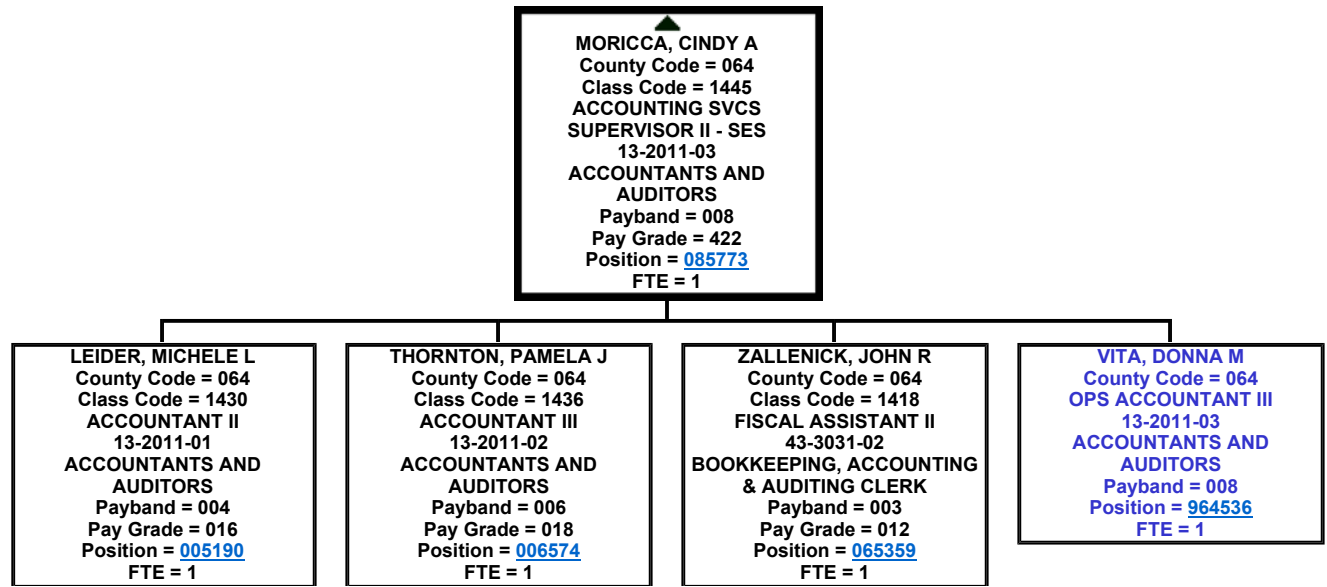 MORICCA, CINDY A
County Code = 064
Class Code = 1445
ACCOUNTING SVCS
SUPERVISOR II - SES
13-2011-03
ACCOUNTANTS AND
AUDITORS
Payband = 008
Pay Grade = 422
Position = 085773
FTE = 1
LEIDER, MICHELE L
County Code = 064
Class Code = 1430
ACCOUNTANT II
13-2011-01
ACCOUNTANTS AND
AUDITORS
Payband = 004
Pay Grade = 016
Position = 005190
FTE = 1
THORNTON, PAMELA J
County Code = 064
Class Code = 1436
ACCOUNTANT III
13-2011-02
ACCOUNTANTS AND
AUDITORS
Payband = 006
Pay Grade = 018
Position = 006574
FTE = 1
ZALLENICK, JOHN R
County Code = 064
Class Code = 1418
FISCAL ASSISTANT II
43-3031-02
BOOKKEEPING, ACCOUNTING
& AUDITING CLERK
Payband = 003
Pay Grade = 012
Position = 065359
FTE = 1
VITA, DONNA M
County Code = 064
OPS ACCOUNTANT III
13-2011-03
ACCOUNTANTS AND
AUDITORS
Payband = 008
Position = 964536
FTE = 1